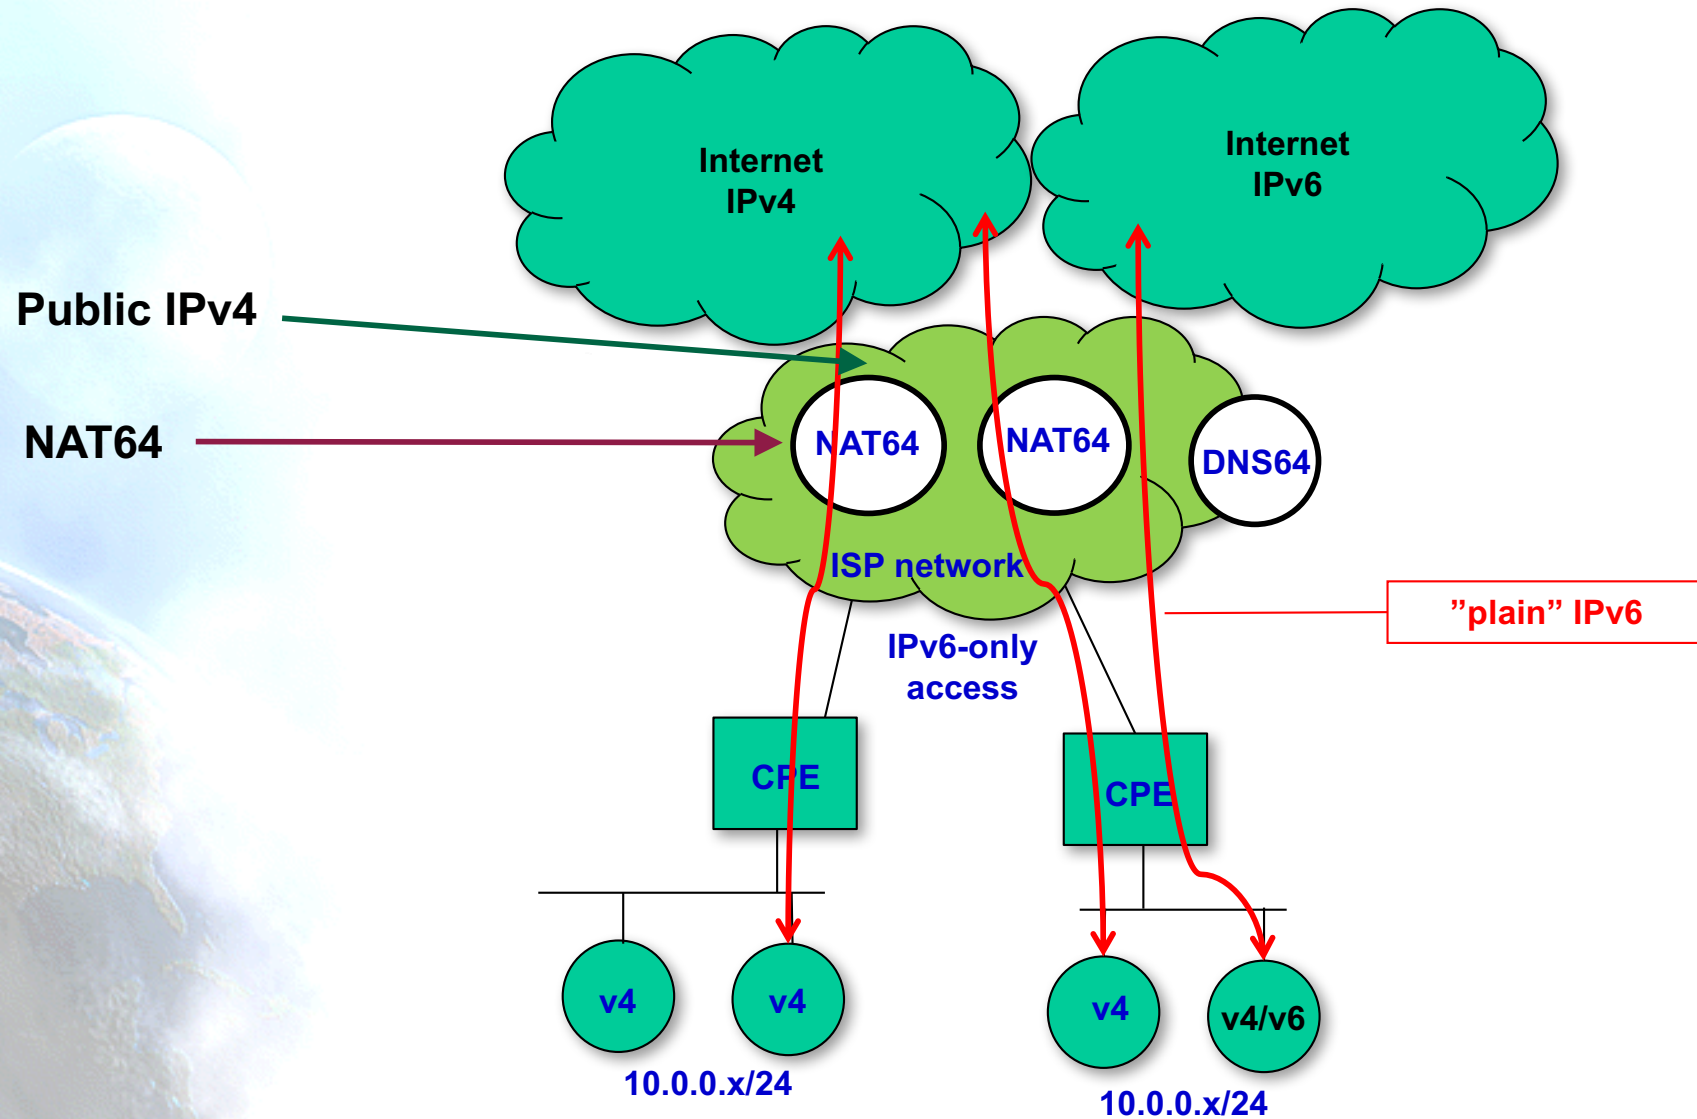 Internet
IPv4
Internet
IPv6
Public IPv4
NAT64
NAT64
NAT64
DNS64
ISP network
IPv6-only
access
”plain” IPv6
CPE
CPE
v4
v4
v4
v4/v6
10.0.0.x/24
10.0.0.x/24